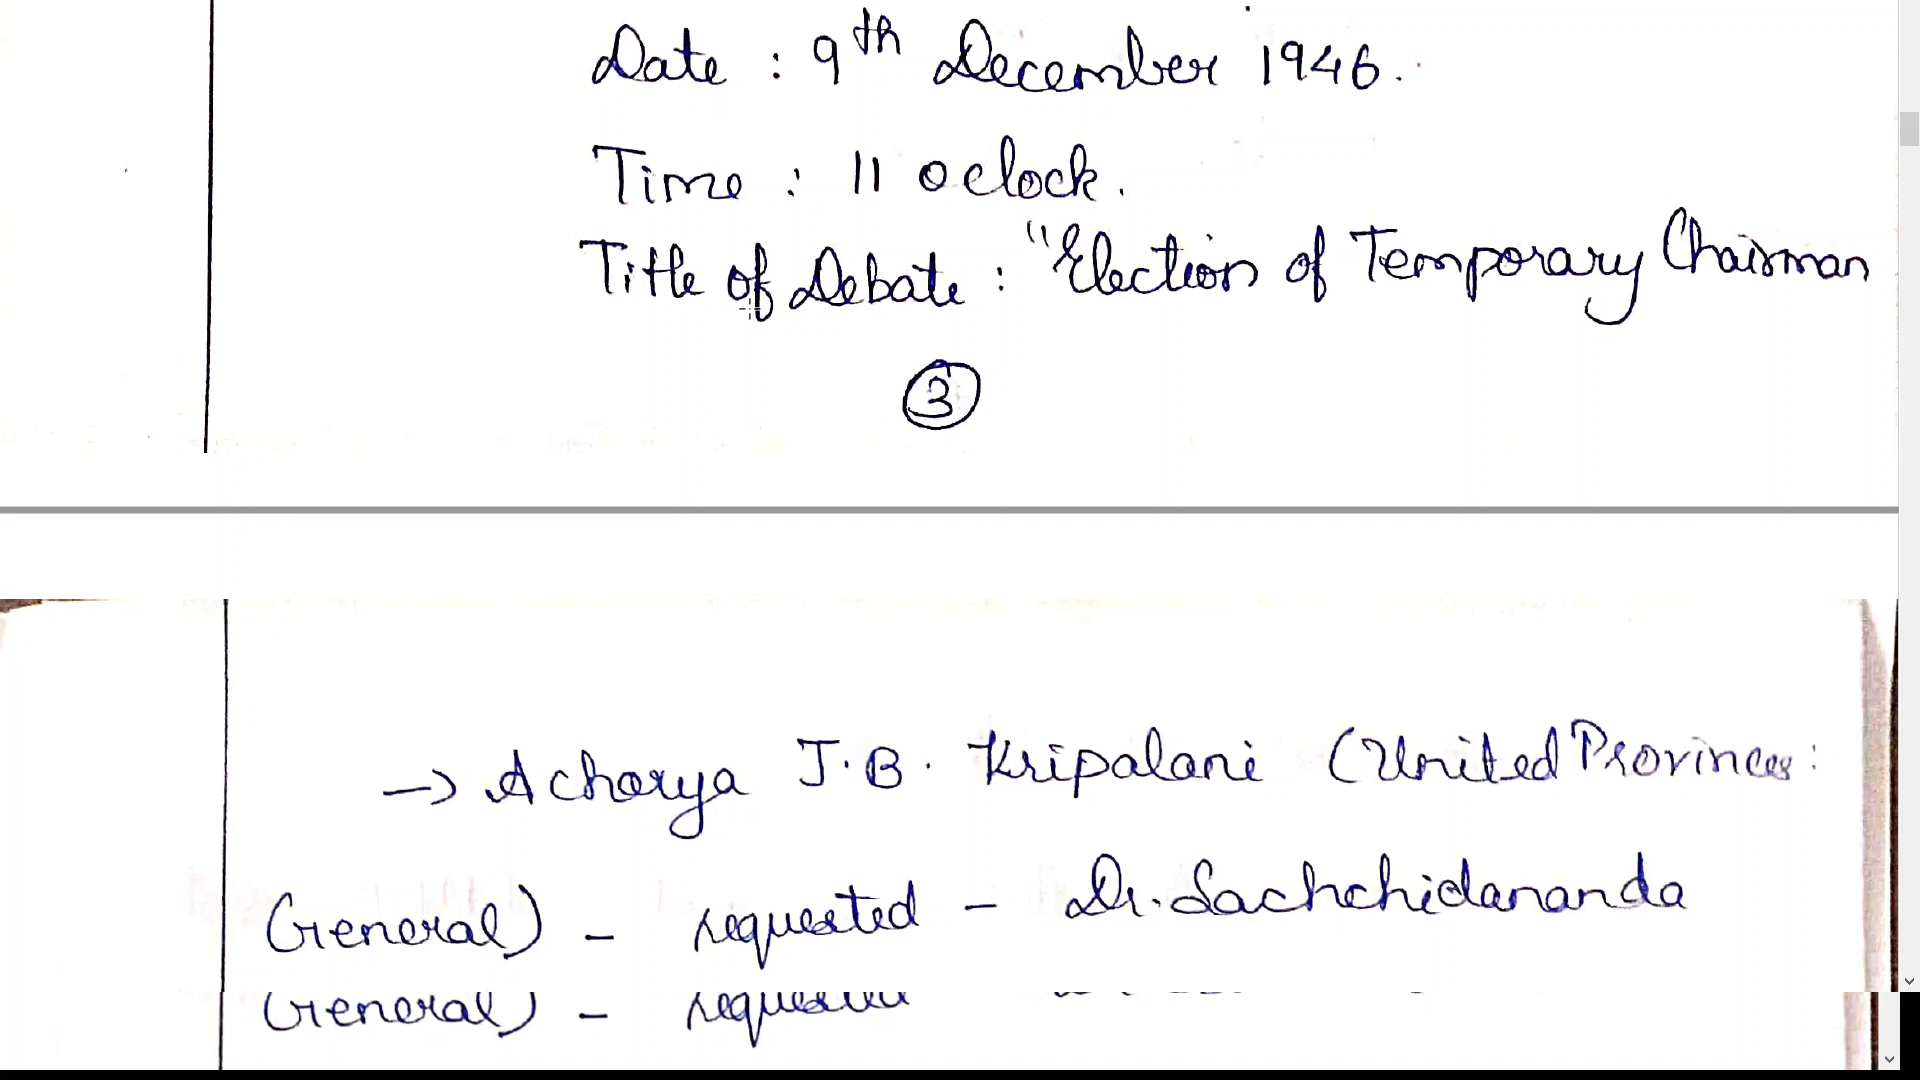 Date : 9th December 1946.
Time : 11 o clock.
Title of Debate : "Election of Temporary Chairman
3
→ Acharya J.B. Kripalani (United Provinces :
General) - requested - Dr. Sachchidananda
General) - requested